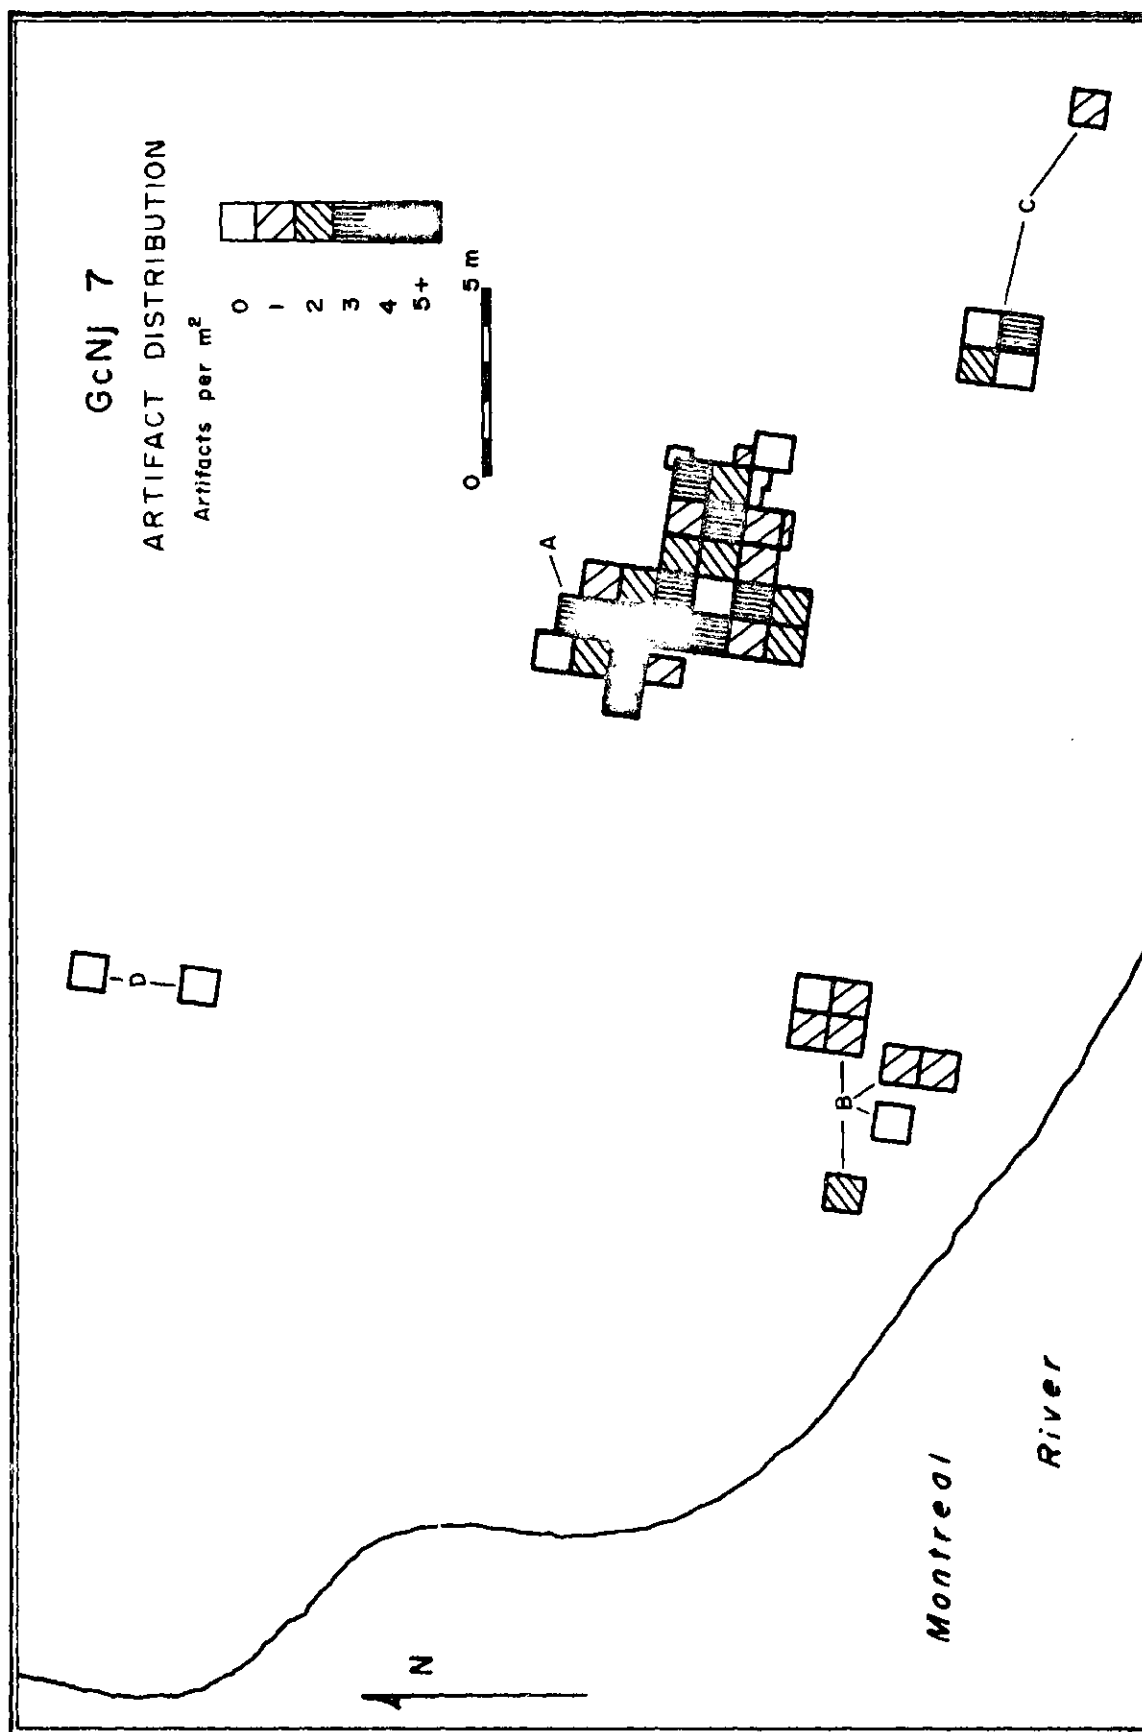 GcNj 7
ARTIFACT DISTRIBUTION
Artifacts per m²
0
1
2
3
4
5+
0 5 m
A
B
C
D
N
Montreal
River